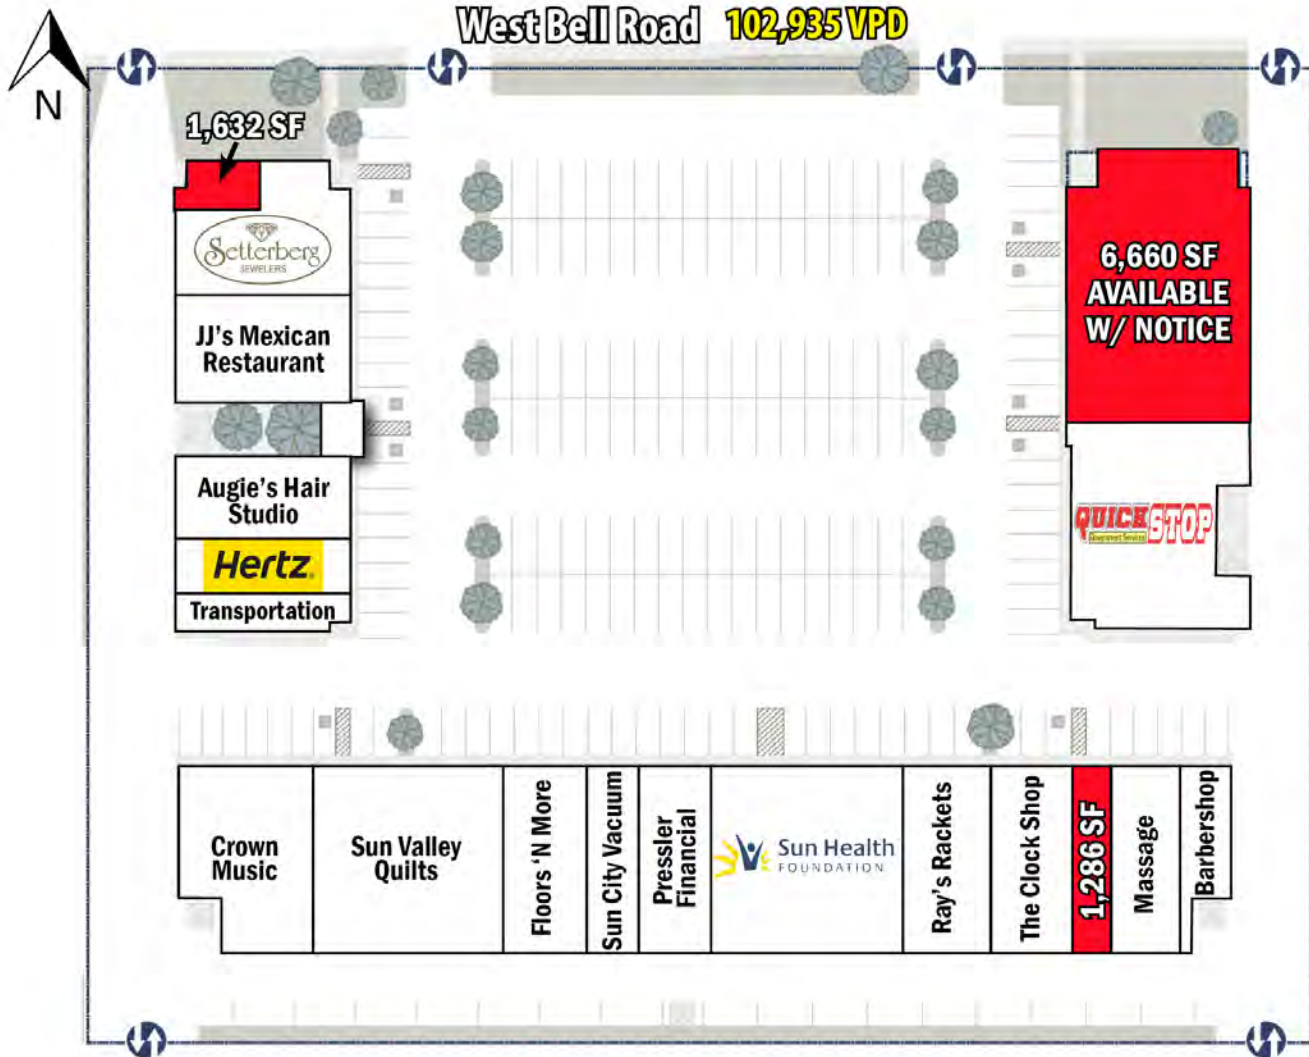 West Bell Road 102,935 VPD
N
1,632 SF
Setterberg
JEWELERS
JJ's Mexican
Restaurant
Augie's Hair
Studio
Hertz.
Transportation
6,660 SF
AVAILABLE
W/ NOTICE
QUICK STOP
Government Services
Crown
Music
Sun Valley
Quilts
Floors 'N More
Sun City Vacuum
Pressler
Financial
Sun Health
FOUNDATION
Ray's Rackets
The Clock Shop
1,286 SF
Massage
Barbershop